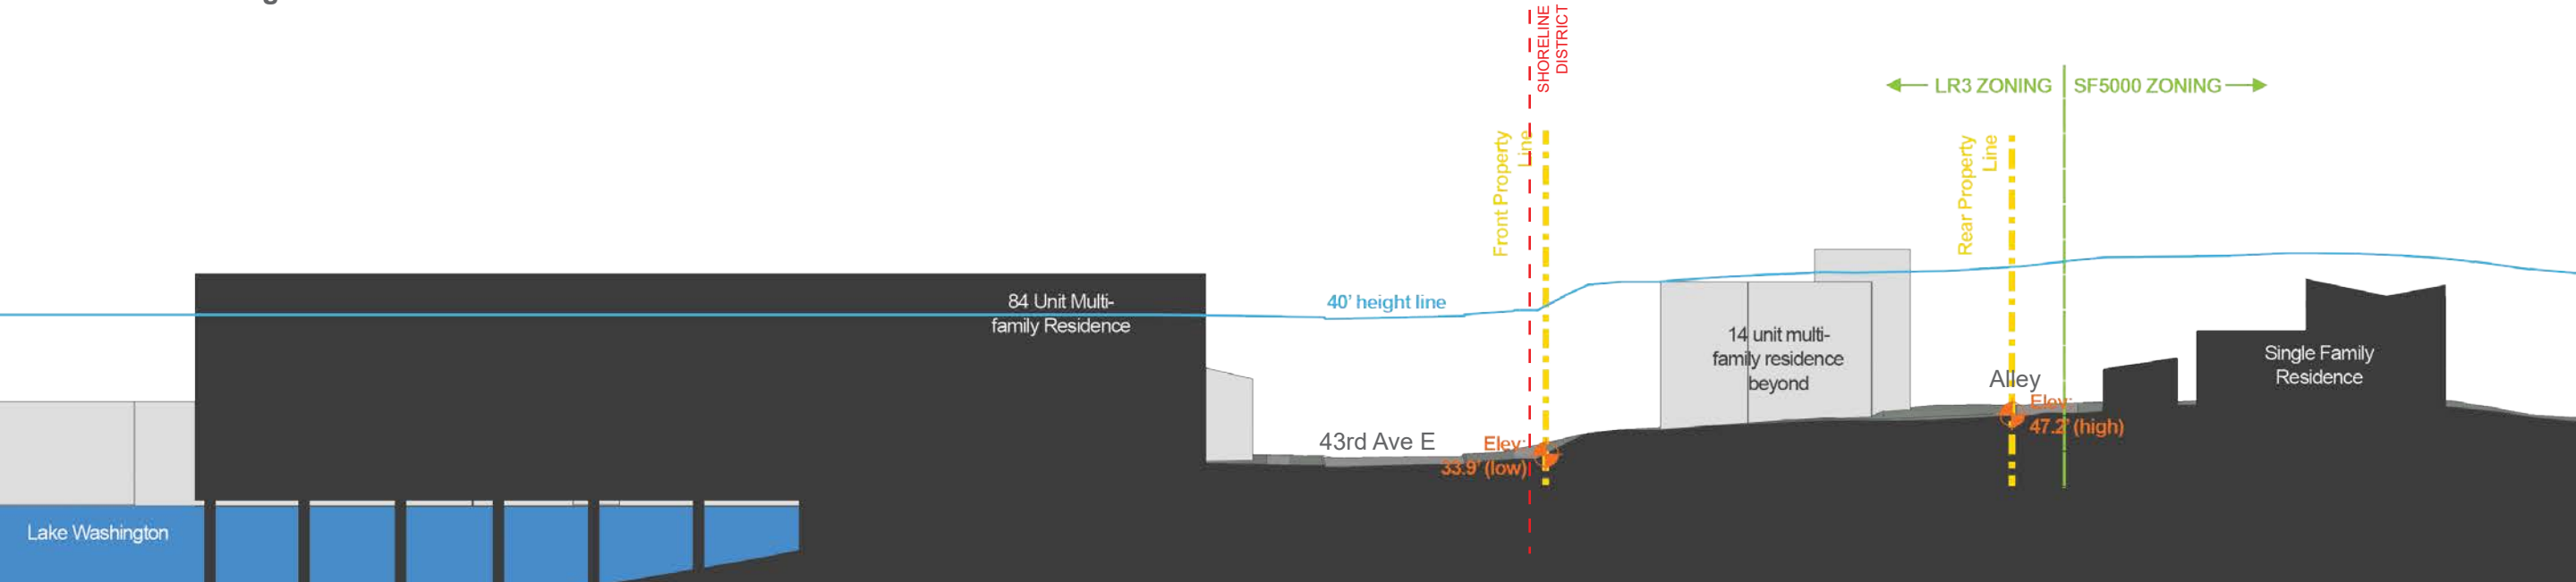 SHORELINE
DISTRICT
LR3 ZONING
SF5000 ZONING
Front Property
Line
Rear Property
Line
84 Unit Multi-
family Residence
40' height line
14 unit multi-
family residence
beyond
Single Family
Residence
Alley
Elev:
47.2' (high)
43rd Ave E
Elev:
33.9' (low)
Lake Washington